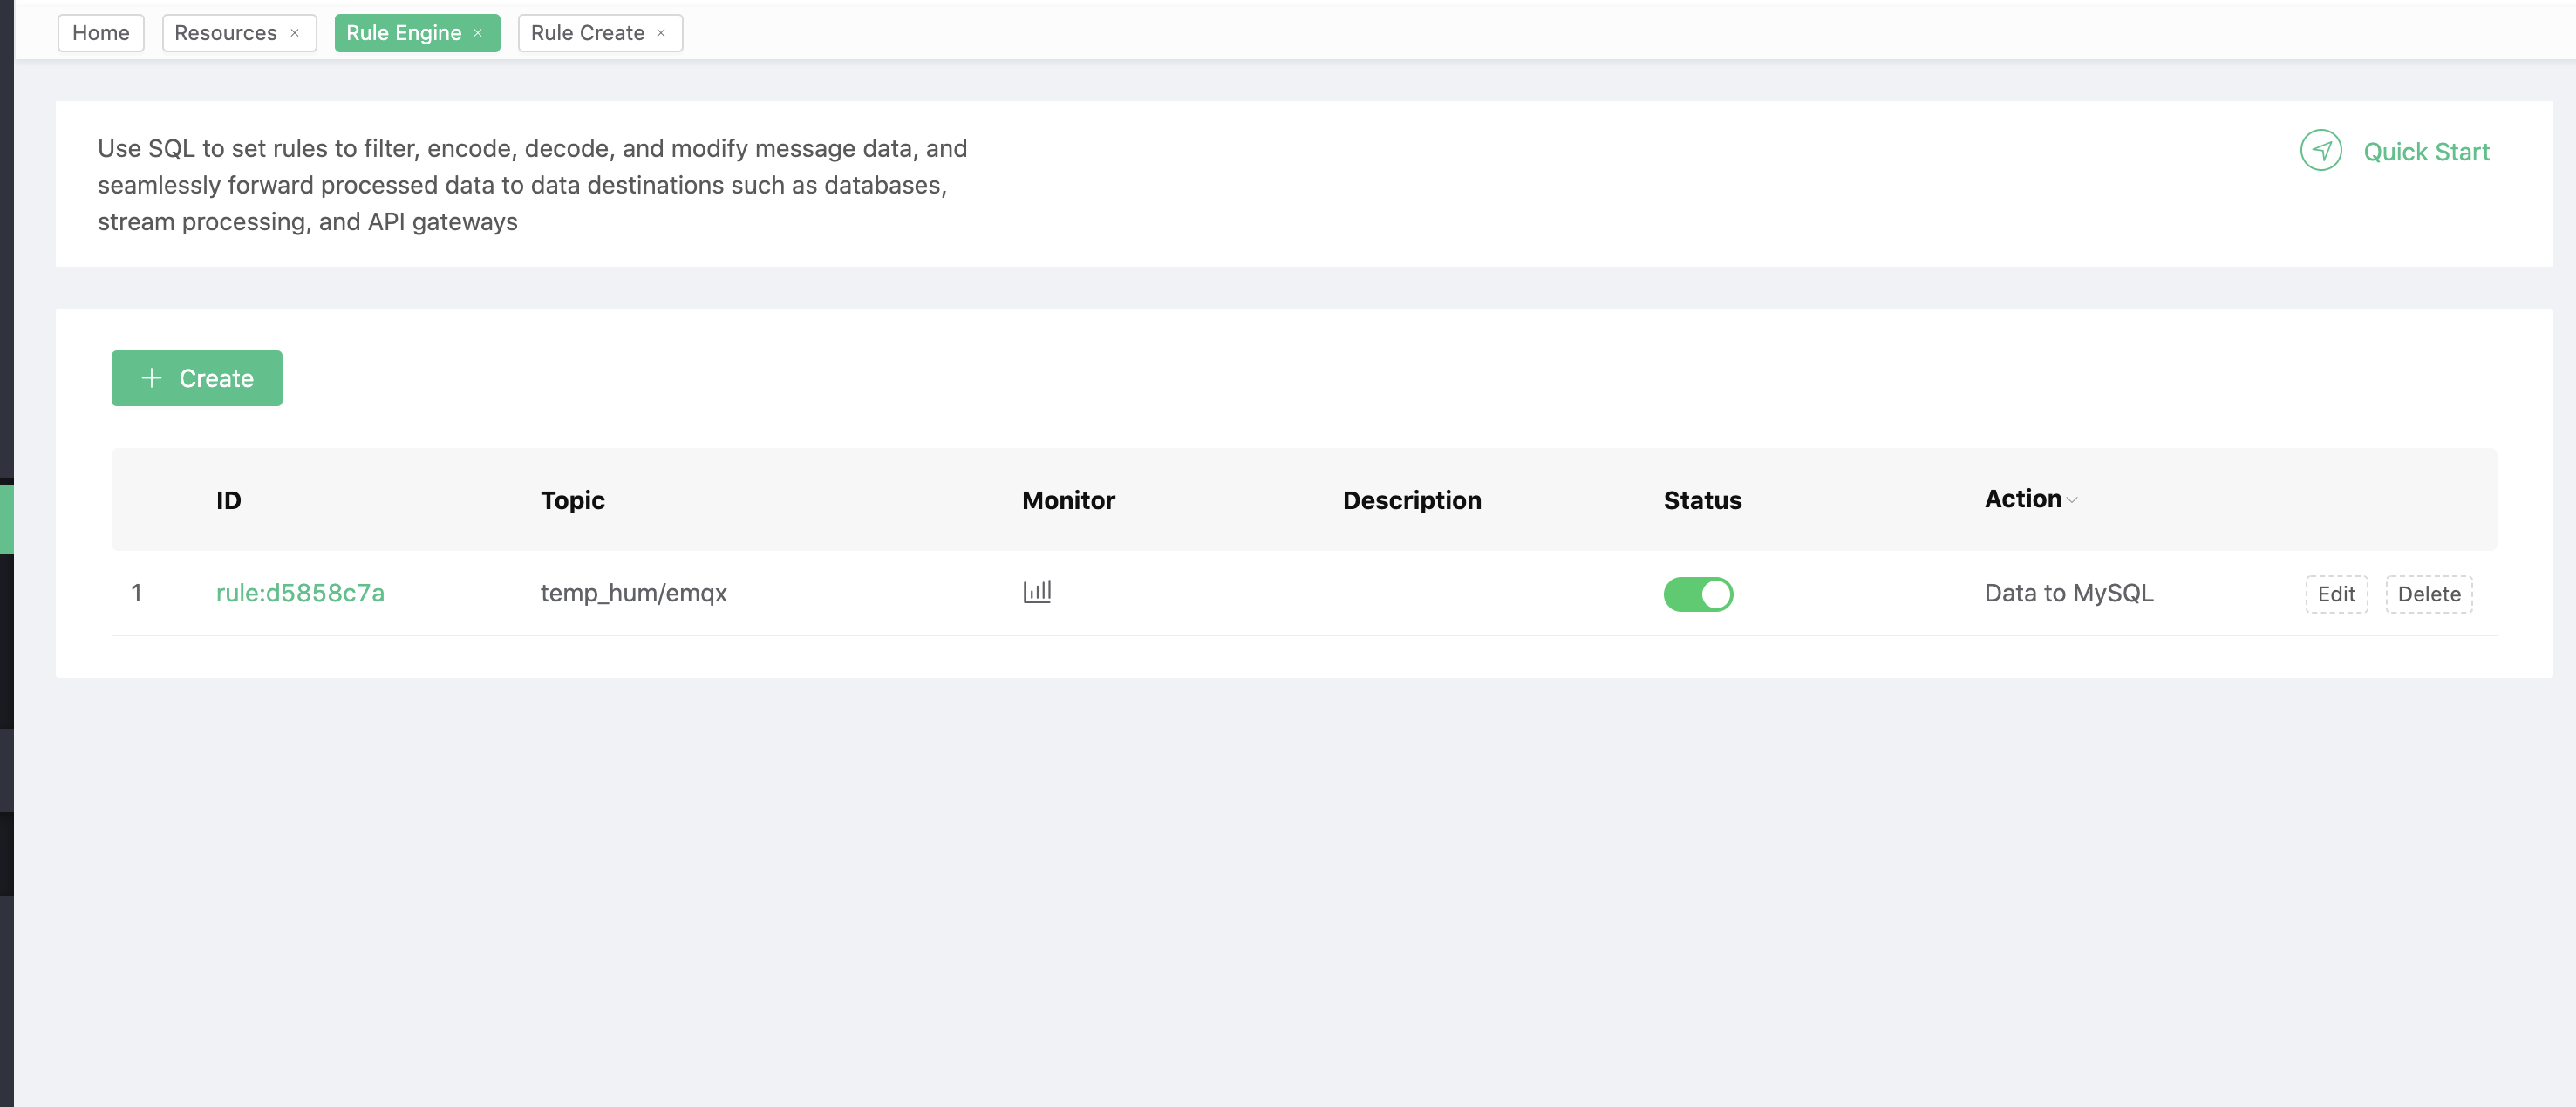 Home
Resources ×
Rule Engine ×
Rule Create ×
Use SQL to set rules to filter, encode, decode, and modify message data, and
seamlessly forward processed data to data destinations such as databases,
stream processing, and API gateways
Quick Start
+ Create
ID Topic Monitor Description Status Action
1 rule:d5858c7a temp_hum/emqx Data to MySQL Edit Delete